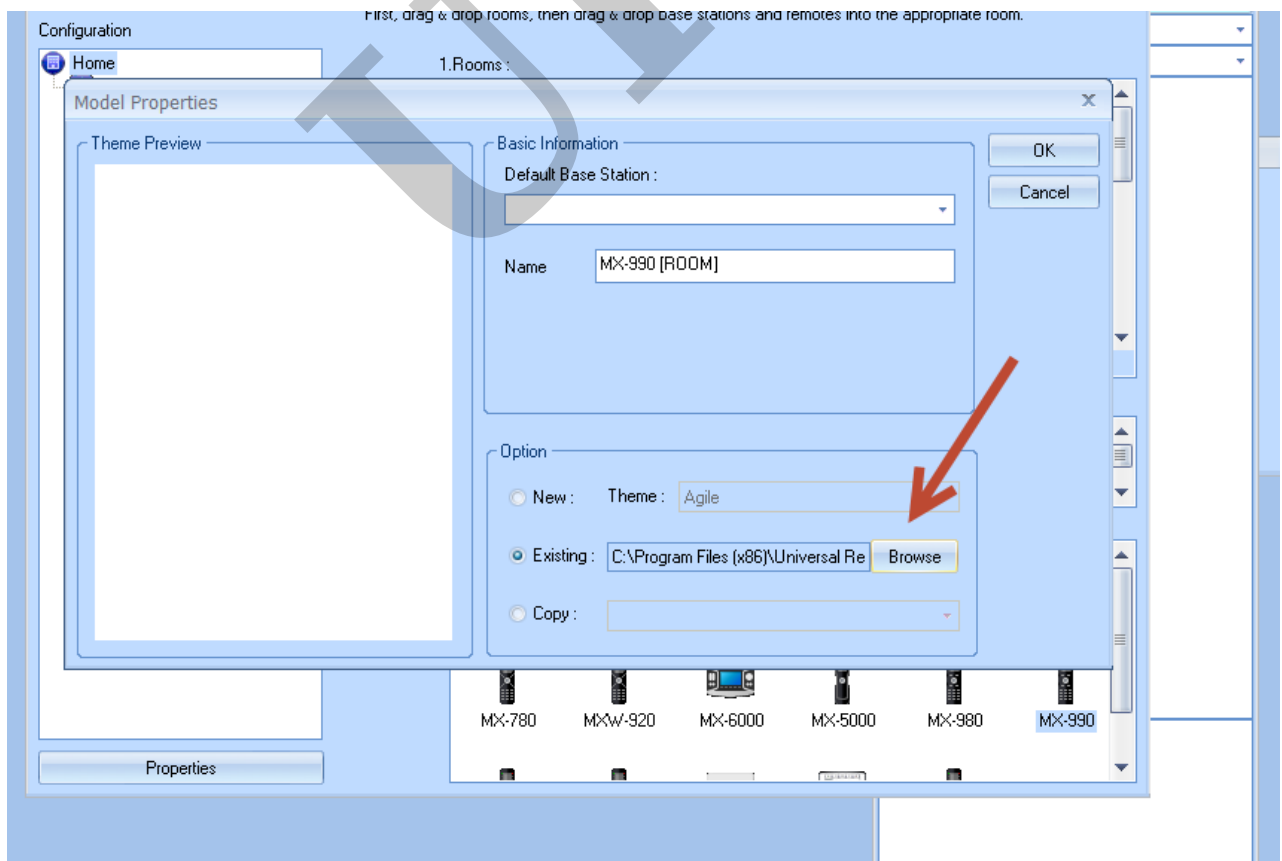 First, drag & drop rooms, then drag & drop base stations and remotes into the appropriate room.
Configuration
Home
1.Rooms :
Model Properties
x
Theme Preview
Basic Information
OK
Default Base Station :
Cancel
Name
MX-990 [ROOM]
Option
New :
Theme :
Agile
Existing :
C:\Program Files (x86)\Universal Re
Browse
Copy :
MX-780
MXW-920
MX-6000
MX-5000
MX-980
MX-990
Properties